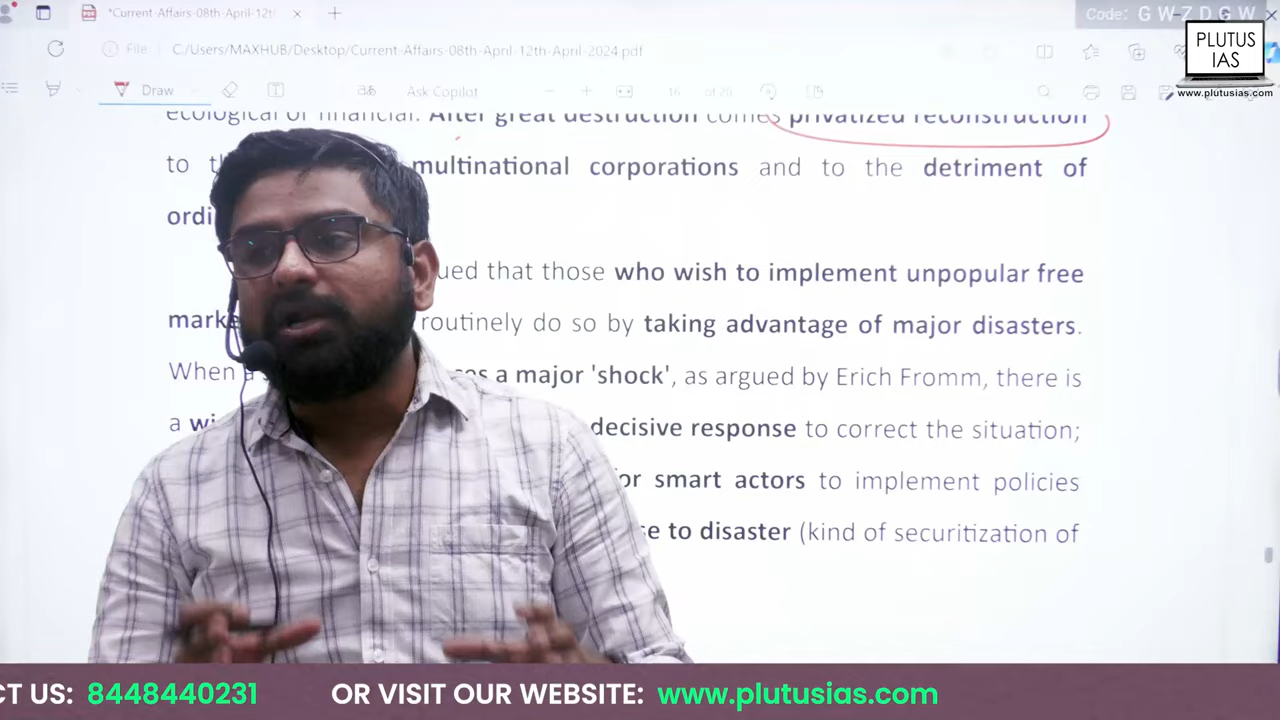 *Current-Affairs-08th-April-12th
Code: G W Z D G W
File C:/Users/MAXHUB/Desktop/Current-Affairs-08th-April-12th-April-2024.pdf
PLUTUS
IAS
www.plutusias.com
Draw Ask Copilot 16 of 20
ecological or financial. After great destruction comes privatized reconstruction
to multinational corporations and to the detriment of
that those who wish to implement unpopular free
routinely do so by taking advantage of major disasters.
When a major 'shock', as argued by Erich Fromm, there is
a decisive response to correct the situation;
smart actors to implement policies
to disaster (kind of securitization of
US: 8448440231 OR VISIT OUR WEBSITE: www.plutusias.com